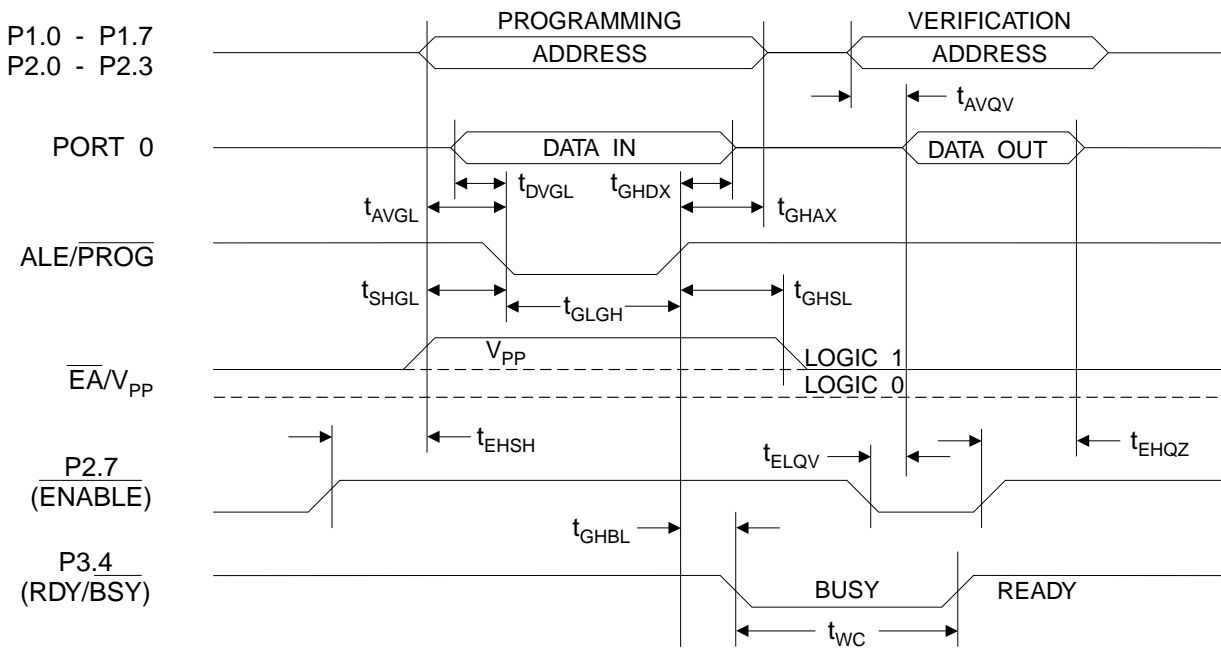 PROGRAMMING VERIFICATION
P1.0 - P1.7
P2.0 - P2.3
ADDRESS ADDRESS
tAVQV
PORT 0 DATA IN DATA OUT
tDVGL tGHDX
tAVGL tGHAX
ALE/PROG
tSHGL tGLGH tGHSL
VPP LOGIC 1
EA/VPP LOGIC 0
tEHSH tELQV tEHQZ
P2.7
(ENABLE)
tGHBL
P3.4
(RDY/BSY) BUSY READY
tWC